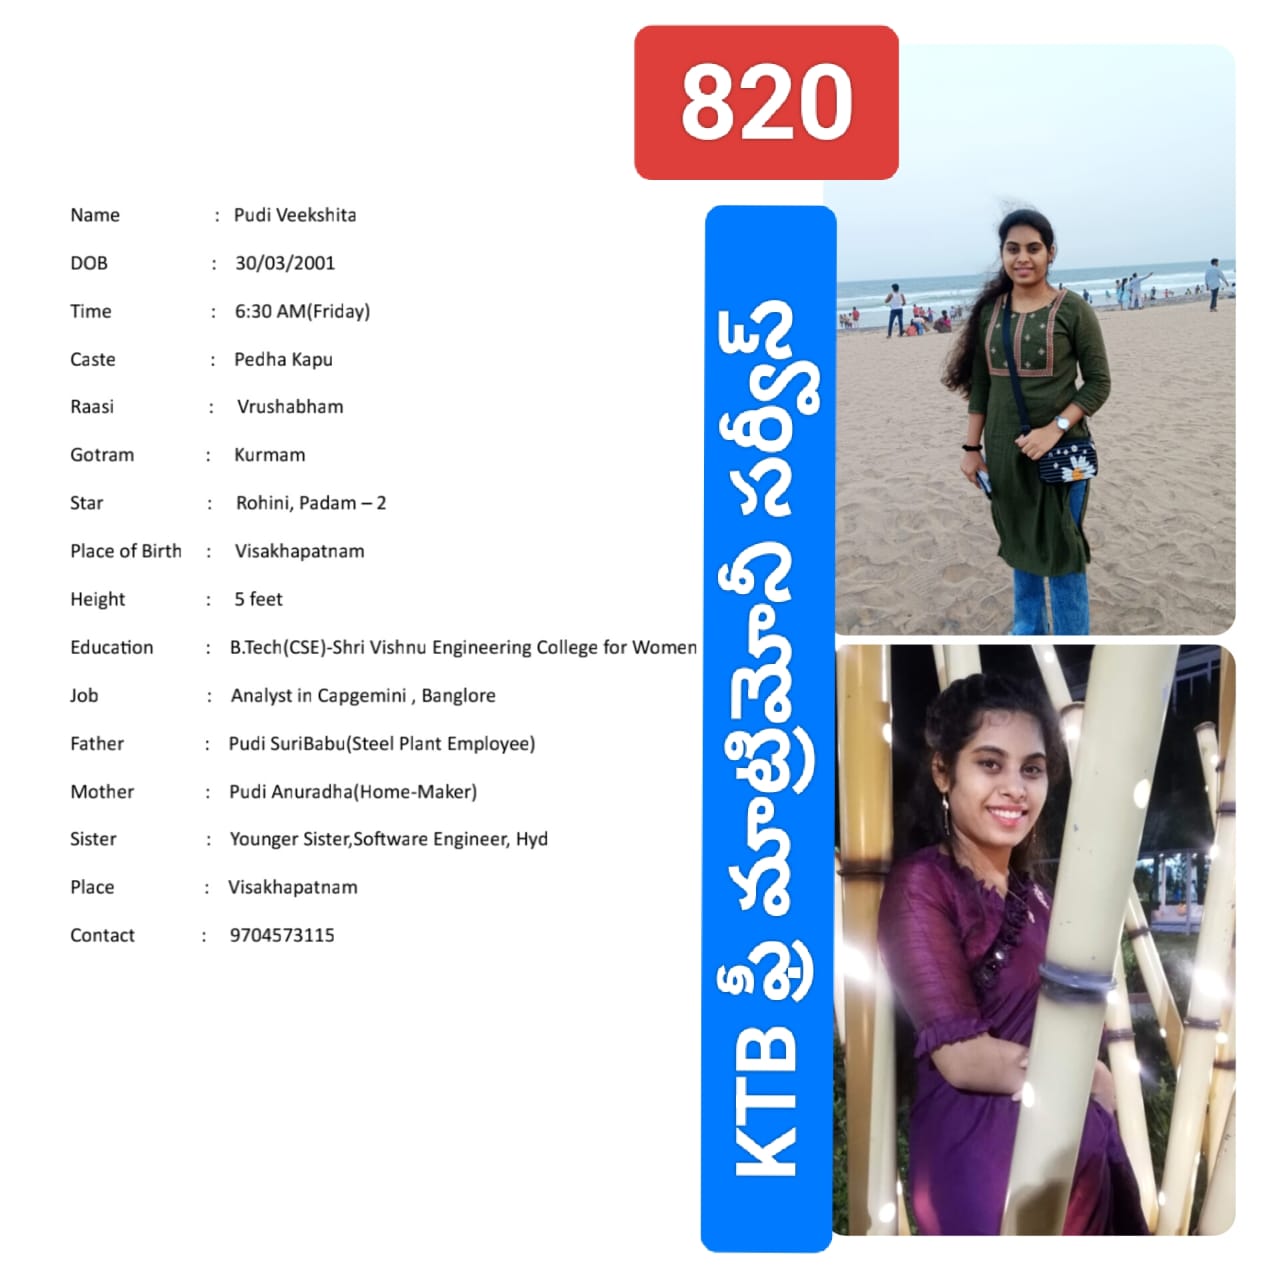 820
Name : Pudi Veekshita
DOB : 30/03/2001
Time : 6:30 AM(Friday)
Caste : Pedha Kapu
Raasi : Vrushabham
Gotram : Kurmam
Star : Rohini, Padam – 2
Place of Birth : Visakhapatnam
Height : 5 feet
Education : B.Tech(CSE)-Shri Vishnu Engineering College for Women
Job : Analyst in Capgemini , Banglore
Father : Pudi SuriBabu(Steel Plant Employee)
Mother : Pudi Anuradha(Home-Maker)
Sister : Younger Sister,Software Engineer, Hyd
Place : Visakhapatnam
Contact : 9704573115
KTB ఫ్రీ మాట్రిమోనీ సర్వీస్